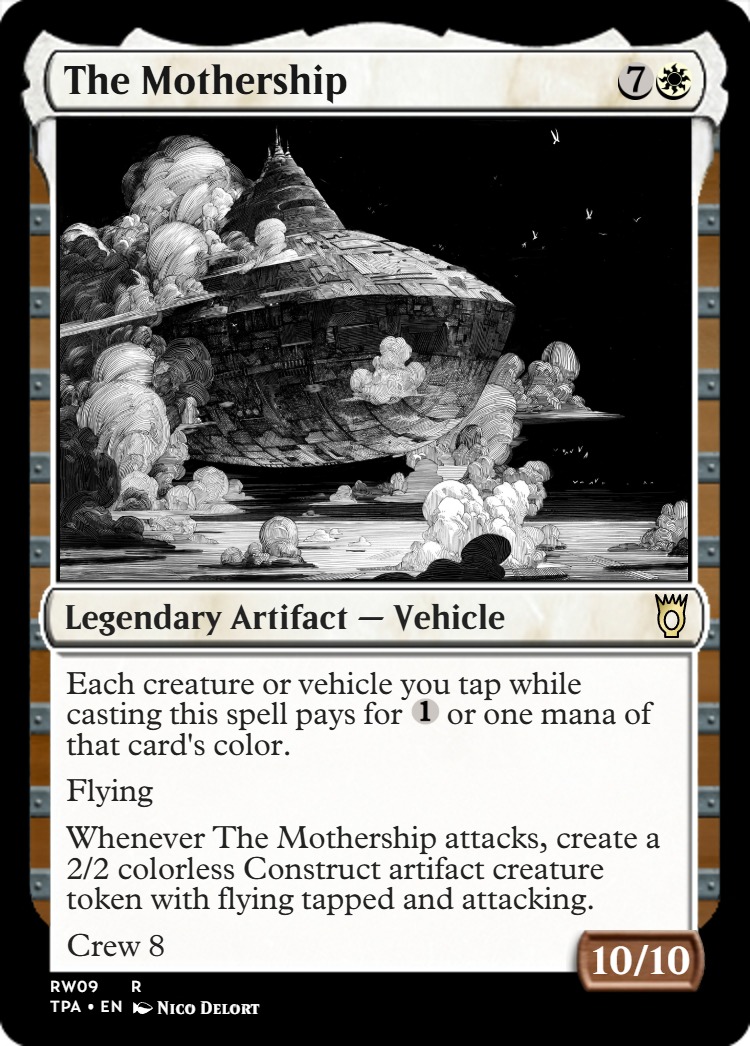 The Mothership 7
Legendary Artifact — Vehicle
Each creature or vehicle you tap while
casting this spell pays for 1 or one mana of
that card's color.
Flying
Whenever The Mothership attacks, create a
2/2 colorless Construct artifact creature
token with flying tapped and attacking.
Crew 8
10/10
RW09 R
TPA • EN Nico Delort